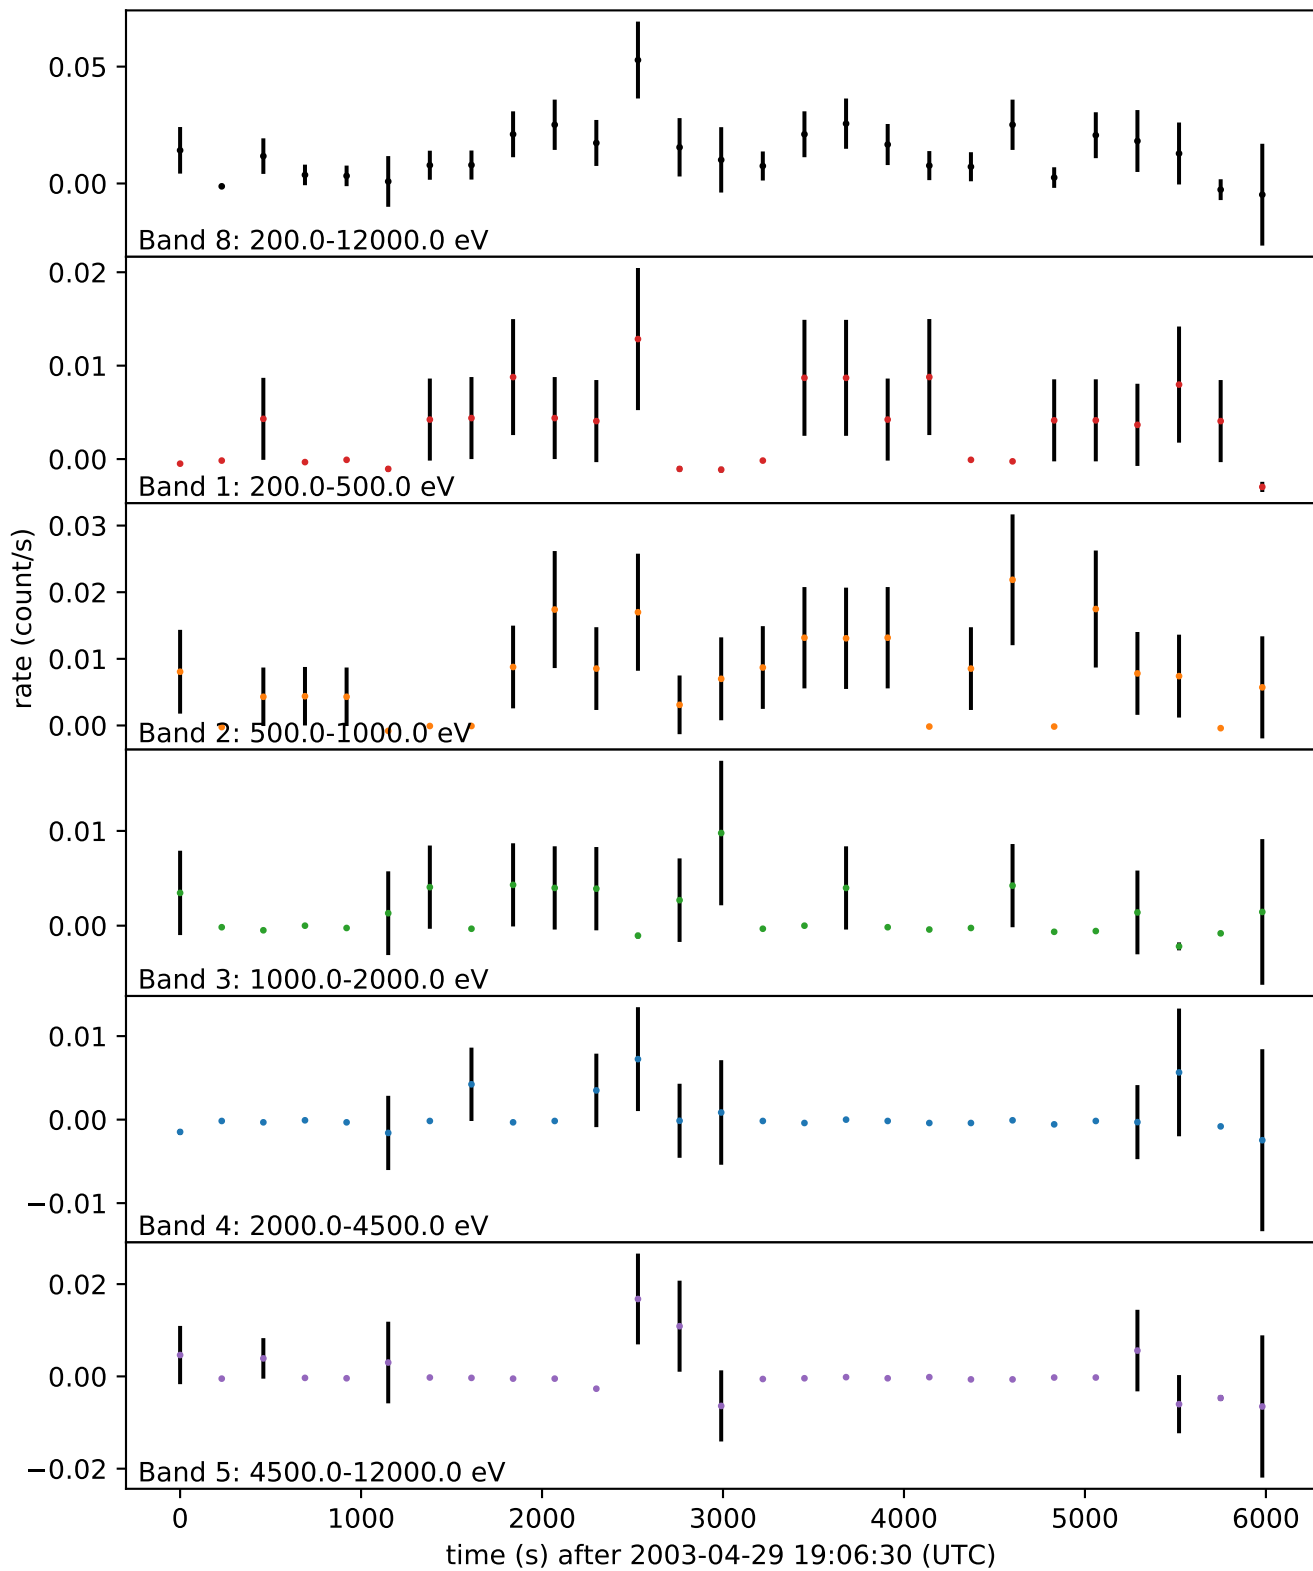 0.05
0.00
Band 8: 200.0-12000.0 eV
0.02
0.01
0.00
Band 1: 200.0-500.0 eV
rate (count/s)
0.03
0.02
0.01
0.00
Band 2: 500.0-1000.0 eV
0.01
0.00
Band 3: 1000.0-2000.0 eV
0.01
0.00
−0.01
Band 4: 2000.0-4500.0 eV
0.02
0.00
−0.02
Band 5: 4500.0-12000.0 eV
0 1000 2000 3000 4000 5000 6000
time (s) after 2003-04-29 19:06:30 (UTC)